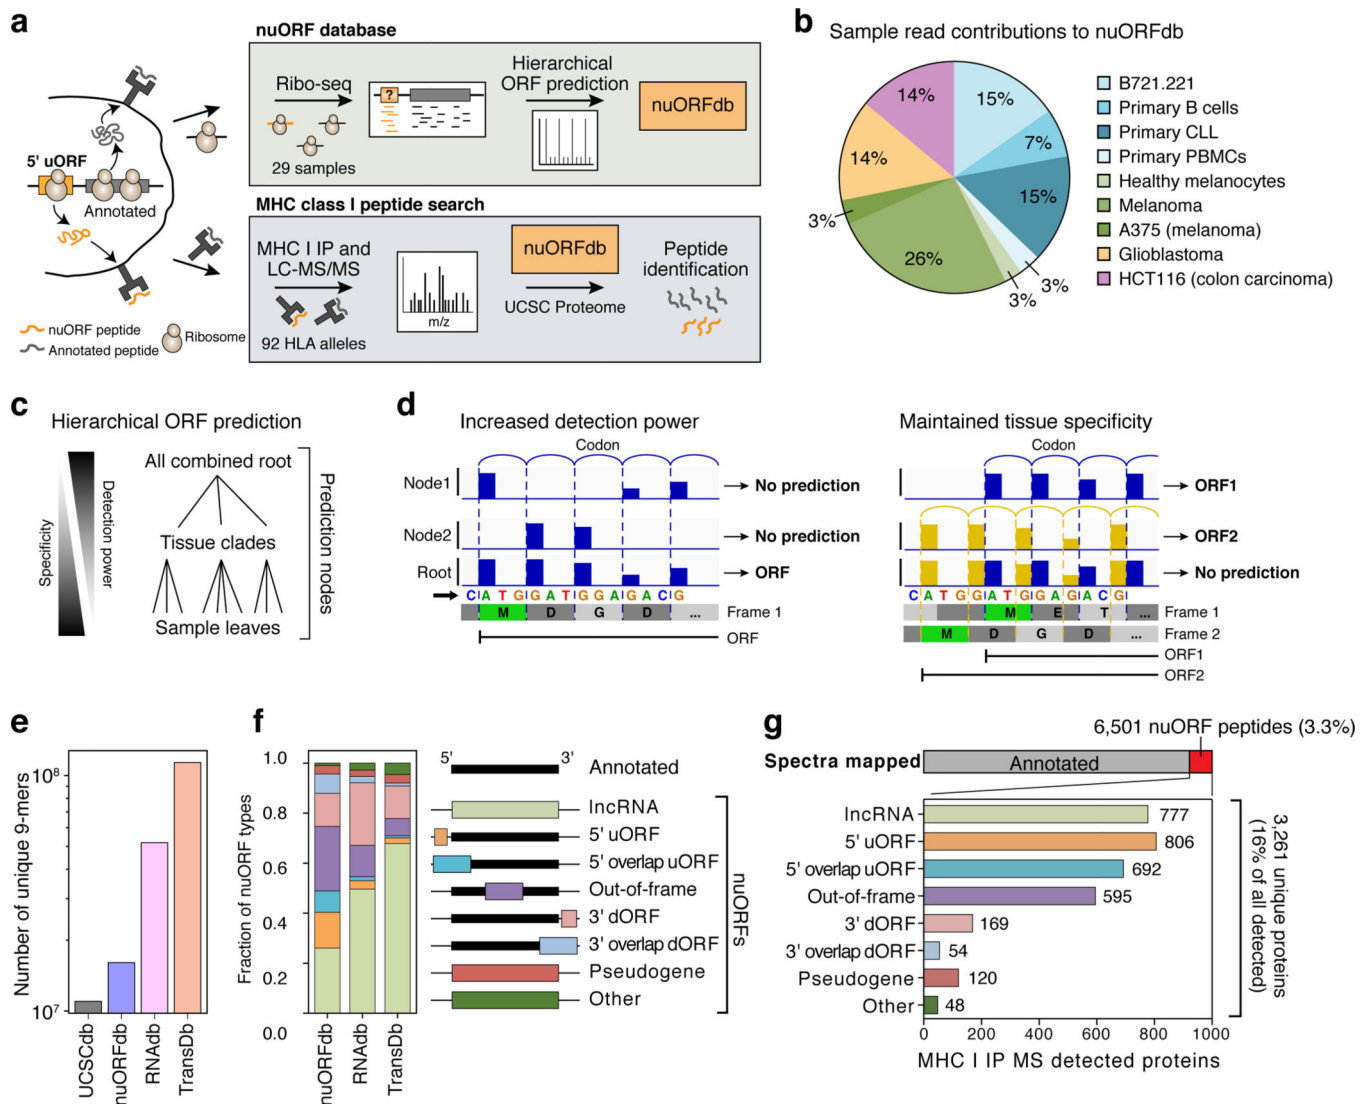 a
nuORF database
Ribo-seq
Hierarchical
ORF prediction
?
nuORFdb
29 samples
5' uORF
Annotated
MHC class I peptide search
MHC I IP and
LC-MS/MS
nuORFdb
Peptide
identification
UCSC Proteome
m/z
92 HLA alleles
nuORF peptide
Annotated peptide
Ribosome
b
Sample read contributions to nuORFdb
15%
7%
15%
3%
3%
26%
3%
14%
14%
B721.221
Primary B cells
Primary CLL
Primary PBMCs
Healthy melanocytes
Melanoma
A375 (melanoma)
Glioblastoma
HCT116 (colon carcinoma)
c
Hierarchical ORF prediction
Specificity
Detection power
All combined root
Tissue clades
Sample leaves
Prediction nodes
d
Increased detection power
Codon
Node1
No prediction
Node2
No prediction
Root
ORF
C A T G G A T G G A G A C G
M D G D ... Frame 1
ORF
Maintained tissue specificity
Codon
ORF1
ORF2
No prediction
C A T G G A T G G A G A C G
M E T ... Frame 1
M D G D ... Frame 2
ORF1
ORF2
e
Number of unique 9-mers
10⁸
10⁷
UCSCdb
nuORFdb
RNAdb
TransDb
f
Fraction of nuORF types
1.0
0.8
0.6
0.4
0.2
0.0
nuORFdb
RNAdb
TransDb
5' 3'
Annotated
lncRNA
5' uORF
5' overlap uORF
Out-of-frame
3' dORF
3' overlap dORF
Pseudogene
Other
nuORFs
g
6,501 nuORF peptides (3.3%)
Spectra mapped
Annotated
lncRNA 777
5' uORF 806
5' overlap uORF 692
Out-of-frame 595
3' dORF 169
3' overlap dORF 54
Pseudogene 120
Other 48
0 200 400 600 800 1000
MHC I IP MS detected proteins
3,261 unique proteins
(16% of all detected)